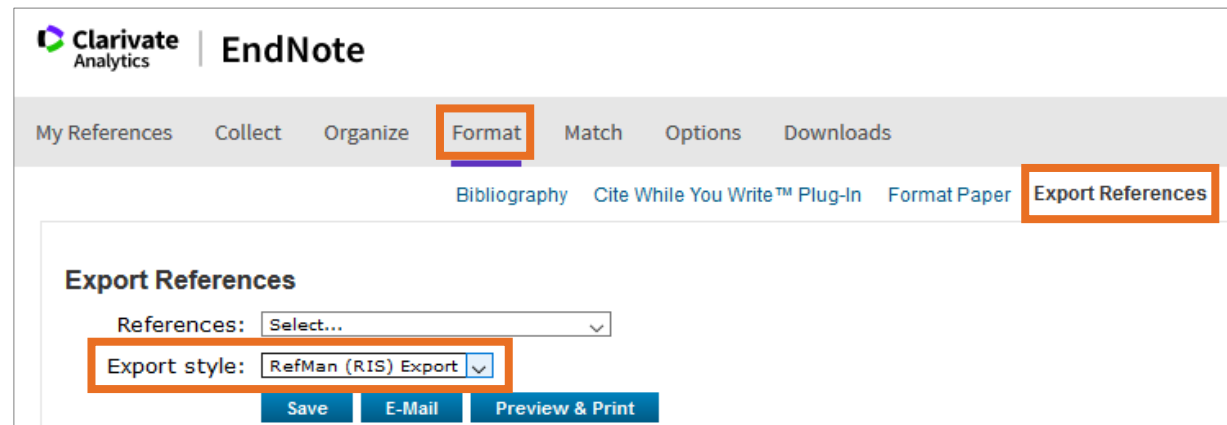 Clarivate
Analytics
EndNote
My References Collect Organize Format Match Options Downloads
Bibliography Cite While You Write™ Plug-In Format Paper Export References
Export References
References: Select...
Export style: RefMan (RIS) Export
Save E-Mail Preview & Print